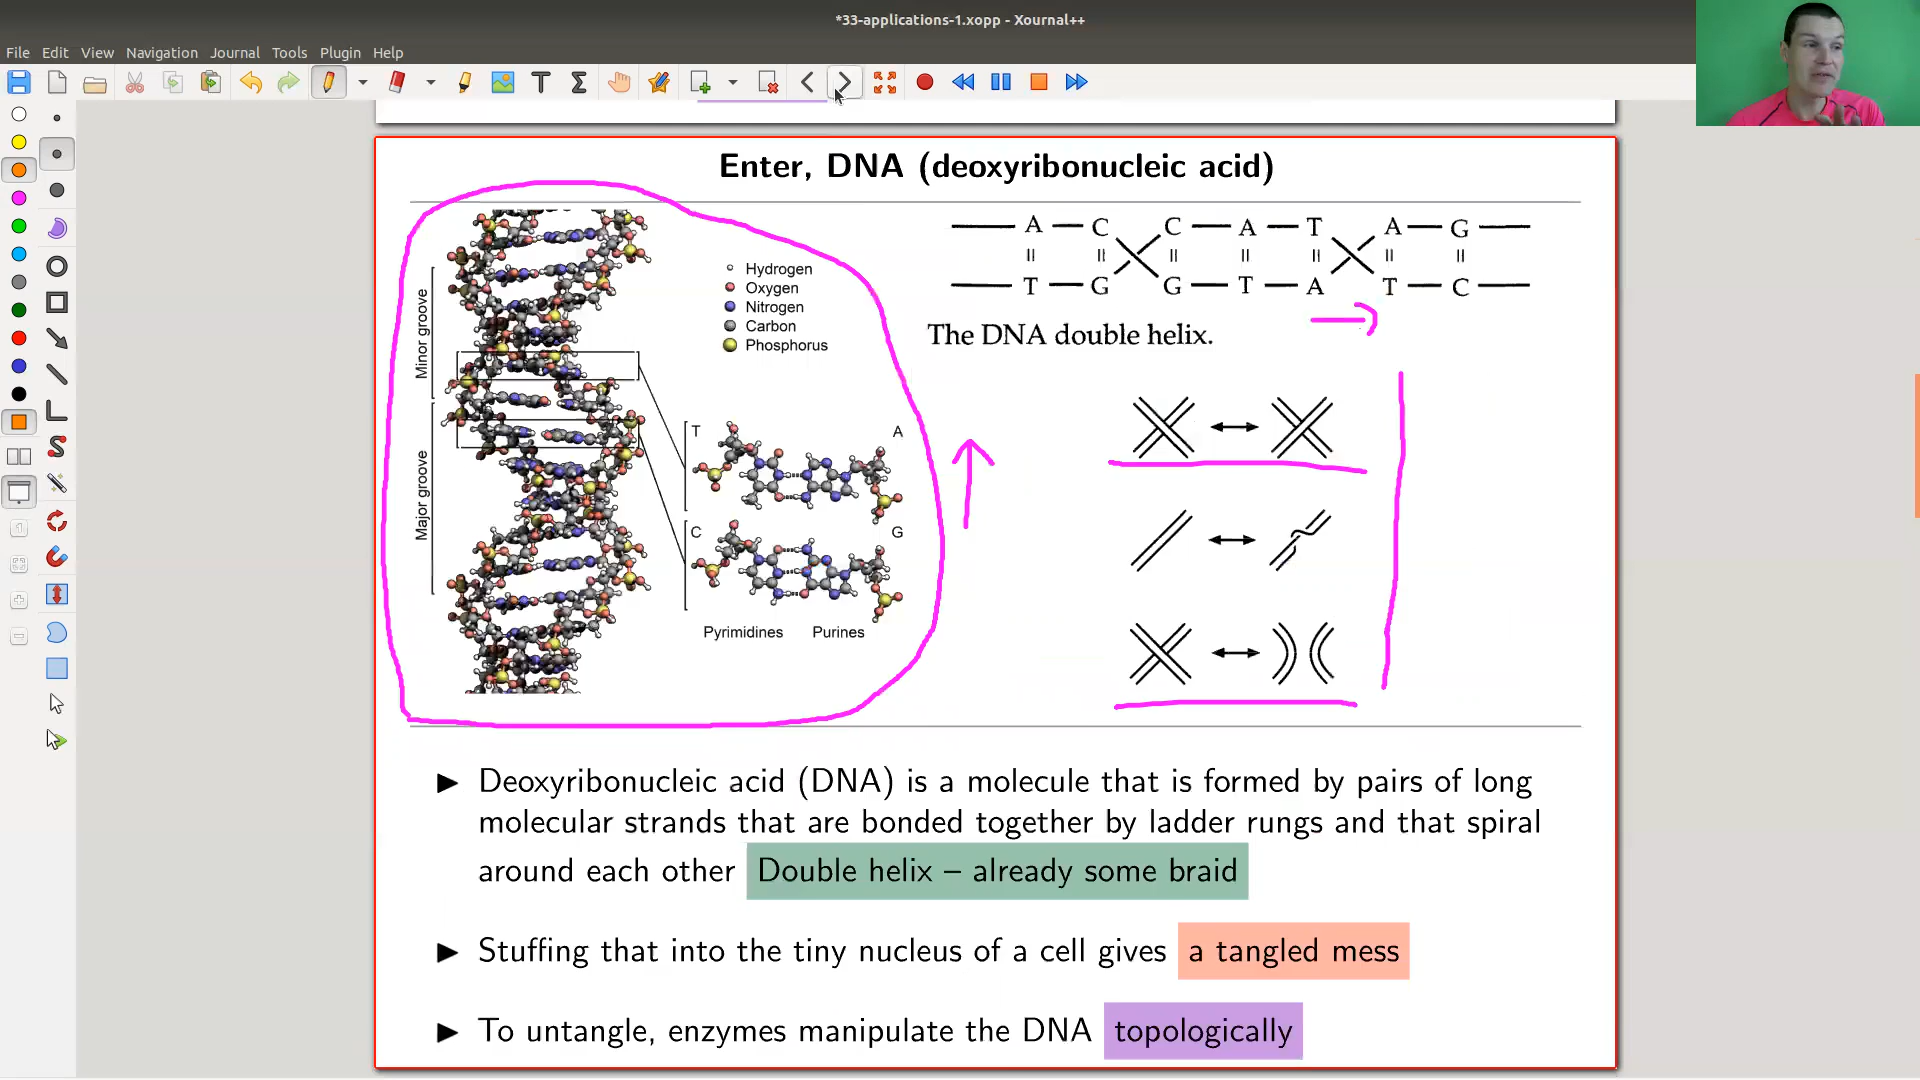 *33-applications-1.xopp - Xournal++
File Edit View Navigation Journal Tools Plugin Help
Enter, DNA (deoxyribonucleic acid)
A C C A T A G
T G G T A T C
The DNA double helix.
Hydrogen
Oxygen
Nitrogen
Carbon
Phosphorus
Minor groove
Major groove
T A
C G
Pyrimidines Purines
► Deoxyribonucleic acid (DNA) is a molecule that is formed by pairs of long
molecular strands that are bonded together by ladder rungs and that spiral
around each other Double helix – already some braid
► Stuffing that into the tiny nucleus of a cell gives a tangled mess
► To untangle, enzymes manipulate the DNA topologically